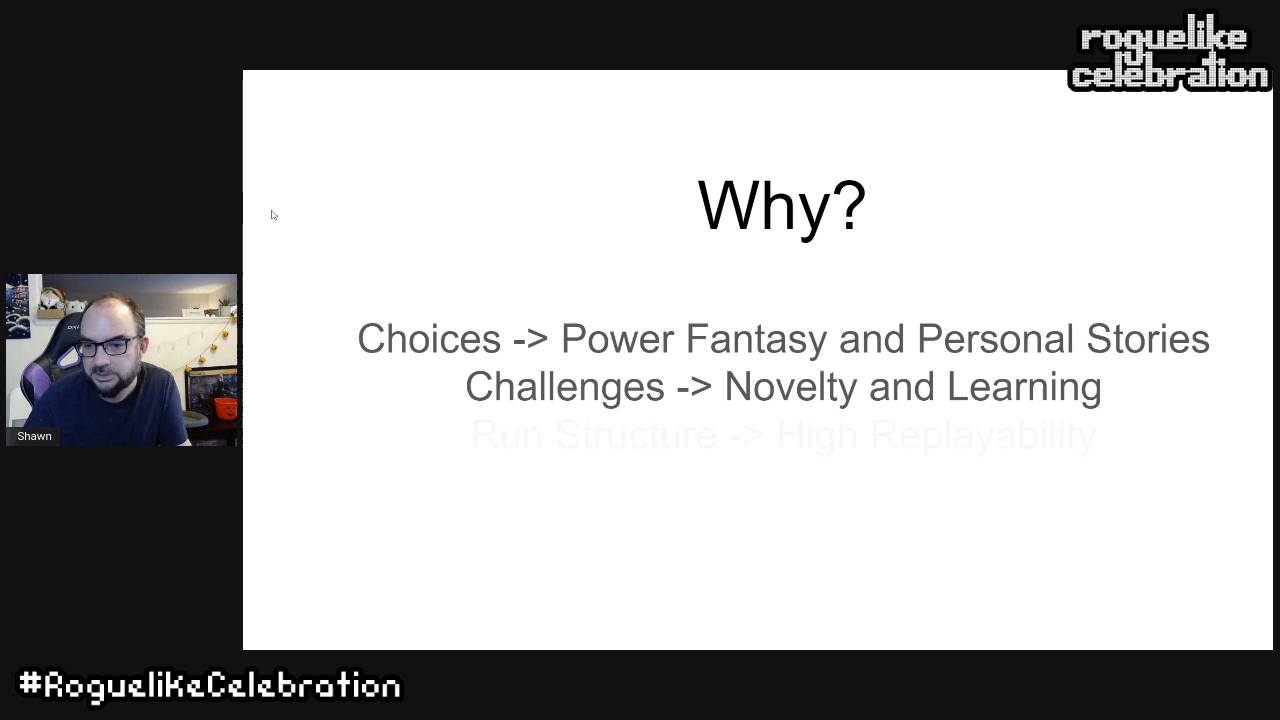 roguelike
celebration
Why?
Choices -> Power Fantasy and Personal Stories
Challenges -> Novelty and Learning
Run Structure -> High Replayability
Shawn
#RoguelikeCelebration